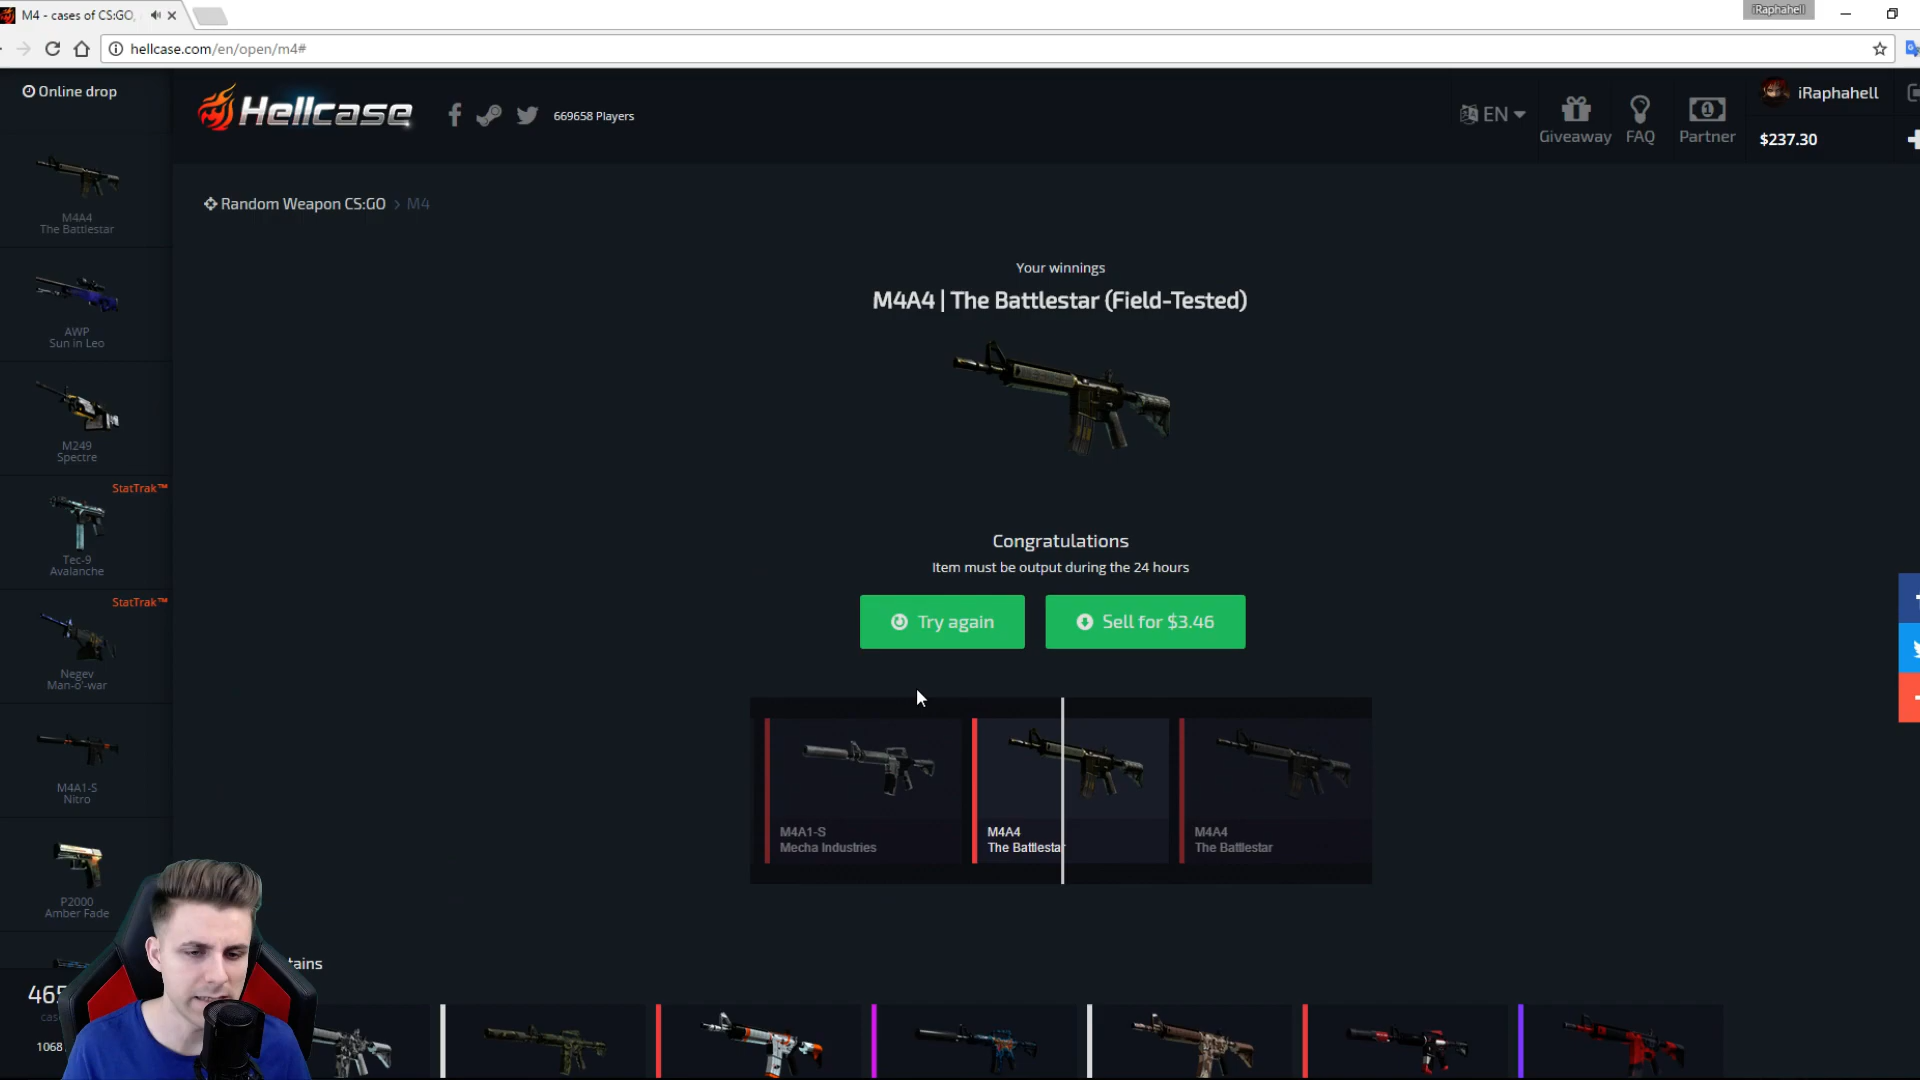 M4 - cases of CS:GO,
iRaphahell
hellcase.com/en/open/m4#
Online drop
Hellcase
669658 Players
EN
Giveaway
FAQ
Partner
iRaphahell
$237.30
M4A4
The Battlestar
AWP
Sun in Leo
M249
Spectre
StatTrak™
Tec-9
Avalanche
StatTrak™
Negev
Man-o'-war
M4A1-S
Nitro
P2000
Amber Fade
Random Weapon CS:GO > M4
Your winnings
M4A4 | The Battlestar (Field-Tested)
Congratulations
Item must be output during the 24 hours
Try again
Sell for $3.46
M4A1-S
Mecha Industries
M4A4
The Battlestar
M4A4
The Battlestar
tains
465
case
1068